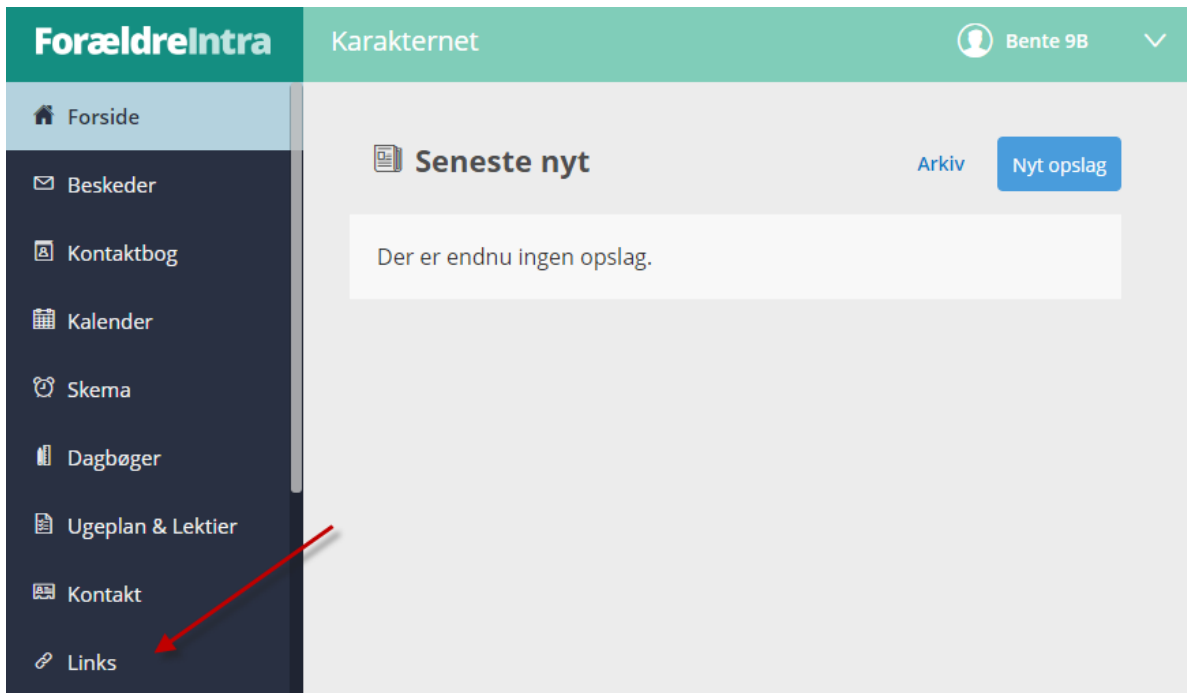 ForældreIntra
Karakternet
Bente 9B
Forside
Beskeder
Kontaktbog
Kalender
Skema
Dagbøger
Ugeplan & Lektier
Kontakt
Links
Seneste nyt
Arkiv
Nyt opslag
Der er endnu ingen opslag.